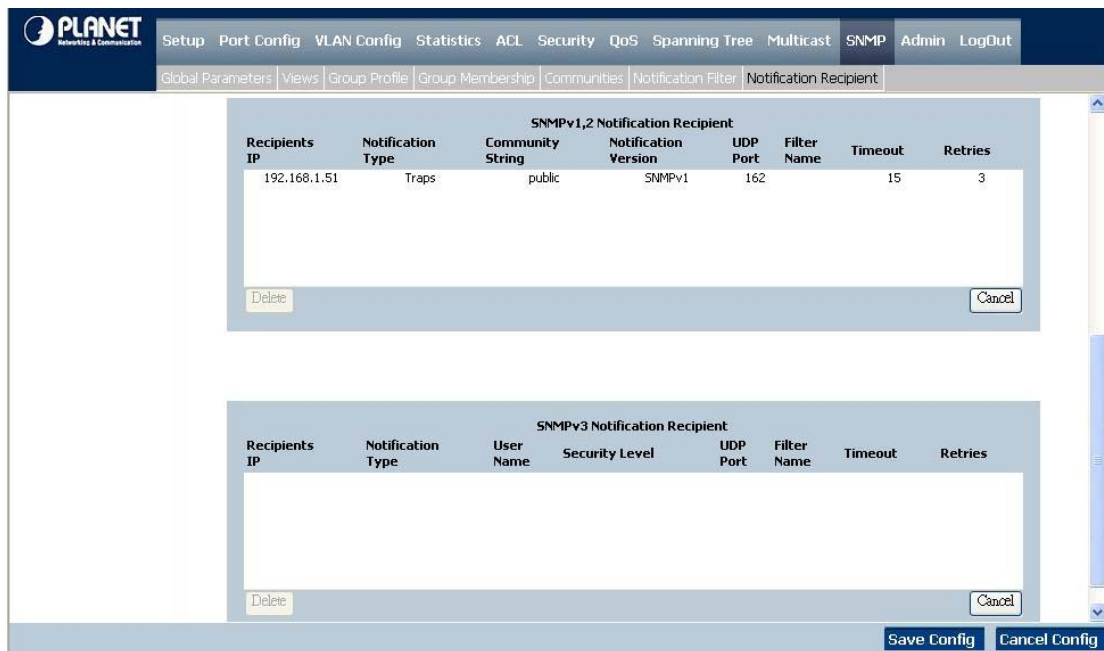 PLANET
Networking & Communication
Setup Port Config VLAN Config Statistics ACL Security QoS Spanning Tree Multicast SNMP Admin LogOut
Global Parameters Views Group Profile Group Membership Communities Notification Filter Notification Recipient
SNMPv1,2 Notification Recipient
Recipients IP Notification Type Community String Notification Version UDP Port Filter Name Timeout Retries
192.168.1.51 Traps public SNMPv1 162 15 3
Delete Cancel
SNMPv3 Notification Recipient
Recipients IP Notification Type User Name Security Level UDP Port Filter Name Timeout Retries
Delete Cancel
Save Config Cancel Config